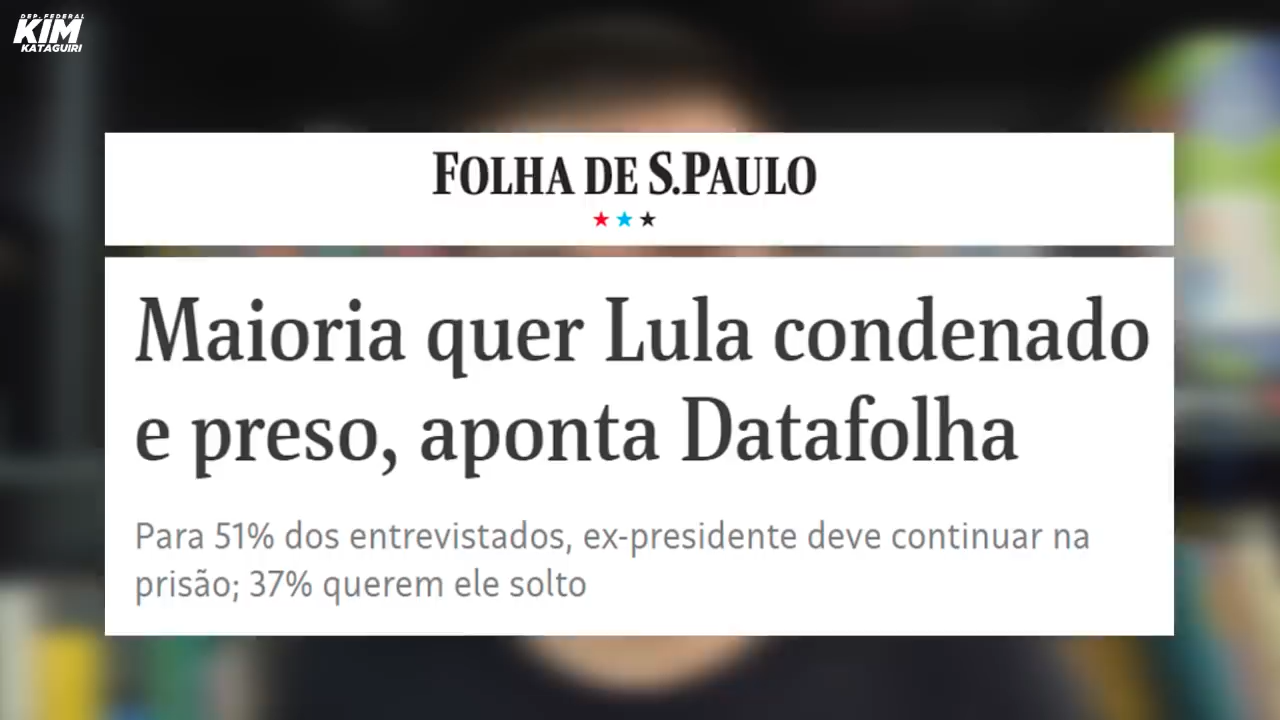 DEP. FEDERAL
KIM
KATAGUIRI
FOLHA DE S.PAULO
Maioria quer Lula condenado
e preso, aponta Datafolha
Para 51% dos entrevistados, ex-presidente deve continuar na
prisão; 37% querem ele solto